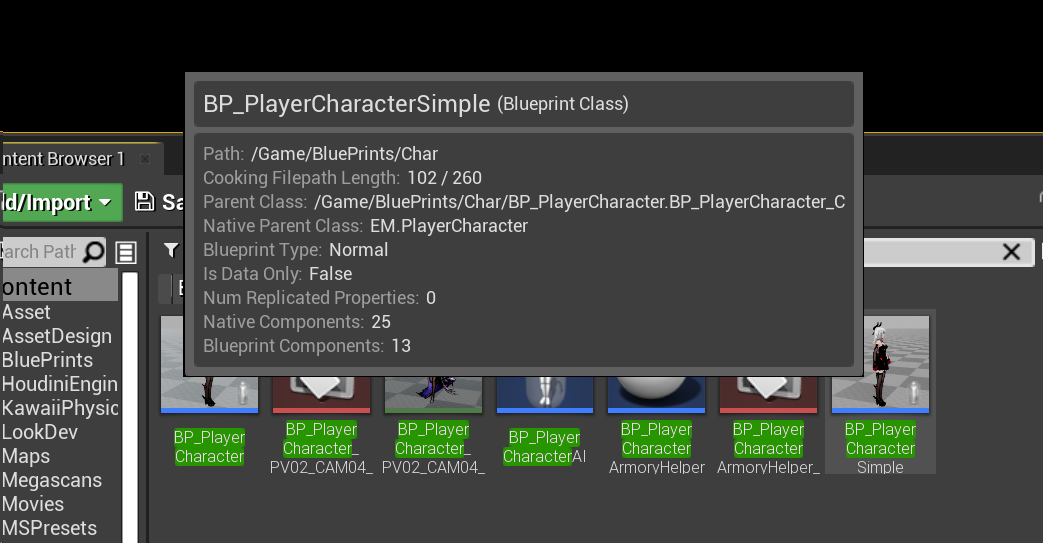 BP_PlayerCharacterSimple (Blueprint Class)
Path: /Game/BluePrints/Char
Cooking Filepath Length: 102 / 260
Parent Class: /Game/BluePrints/Char/BP_PlayerCharacter.BP_PlayerCharacter_C
Native Parent Class: EM.PlayerCharacter
Blueprint Type: Normal
Is Data Only: False
Num Replicated Properties: 0
Native Components: 25
Blueprint Components: 13
ntent Browser 1
d/Import
Sa
arch Path
ontent
Asset
AssetDesign
BluePrints
HoudiniEngin
KawaiiPhysic
LookDev
Maps
Megascans
Movies
MSPresets
BP_Player
Character
BP_Player
Character_
PV02_CAM04_
BP_Player
Character_
PV02_CAM04_
BP_Player
CharacterAI
BP_Player
Character
ArmoryHelper
BP_Player
Character
ArmoryHelper_
BP_Player
Character
Simple